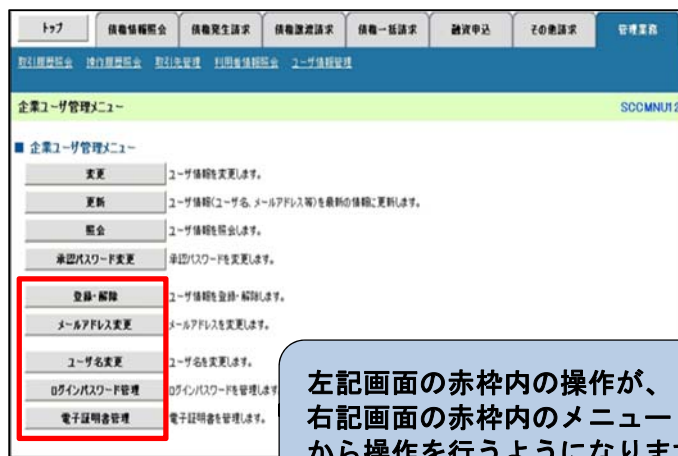 トップ
債権情報照会
債権発生請求
債権譲渡請求
債権一括請求
融資申込
その他請求
管理業務
取引履歴照会 操作履歴照会 取引先管理 利用者情報照会 ユーザ情報管理
企業ユーザ管理メニュー SCCMNU12
■ 企業ユーザ管理メニュー
変更 ユーザ情報を変更します。
更新 ユーザ情報(ユーザ名、メールアドレス等)を最新の情報に更新します。
照会 ユーザ情報を照会します。
承認パスワード変更 承認パスワードを変更します。
登録・解除 ユーザ情報を登録・解除します。
メールアドレス変更 メールアドレスを変更します。
ユーザ名変更 ユーザ名を変更します。
ログインパスワード管理 ログインパスワードを管理します
電子証明書管理 電子証明書を管理します。
左記画面の赤枠内の操作が、
右記画面の赤枠内のメニュー
から操作を行うようになります